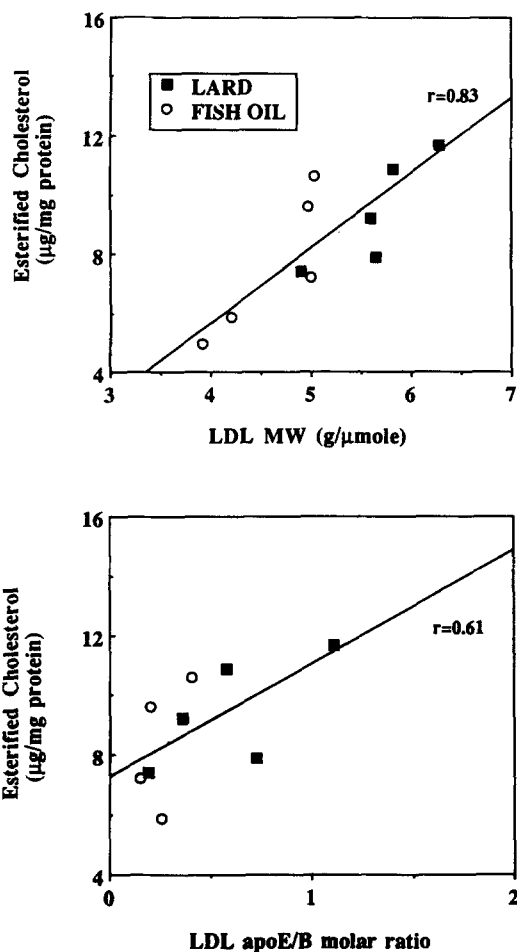 16
12
8
4
Esterified Cholesterol
(µg/mg protein)
LARD
FISH OIL
r=0.83
3 4 5 6 7
LDL MW (g/µmole)
16
12
8
4
Esterified Cholesterol
(µg/mg protein)
r=0.61
0 1 2
LDL apoE/B molar ratio